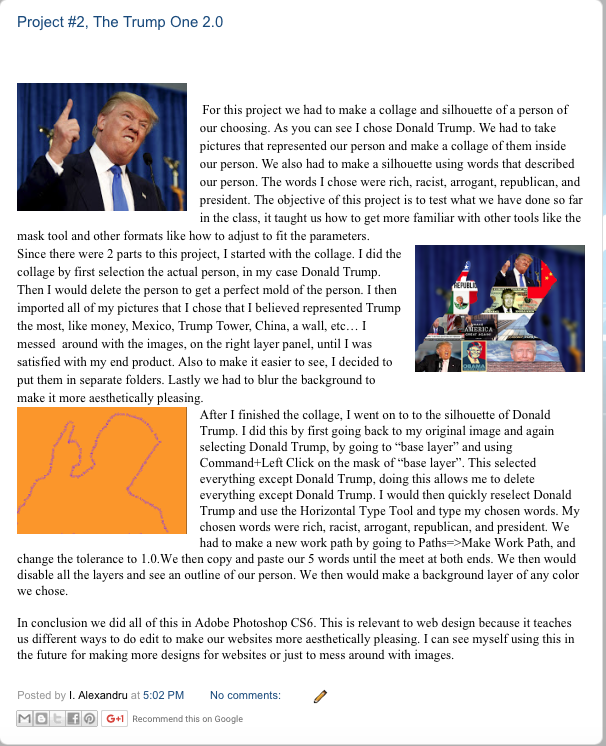 Project #2, The Trump One 2.0
For this project we had to make a collage and silhouette of a person of
our choosing. As you can see I chose Donald Trump. We had to take
pictures that represented our person and make a collage of them inside
our person. We also had to make a silhouette using words that described
our person. The words I chose were rich, racist, arrogant, republican, and
president. The objective of this project is to test what we have done so far
in the class, it taught us how to get more familiar with other tools like the
mask tool and other formats like how to adjust to fit the parameters.
Since there were 2 parts to this project, I started with the collage. I did the
collage by first selection the actual person, in my case Donald Trump.
Then I would delete the person to get a perfect mold of the person. I then
imported all of my pictures that I chose that I believed represented Trump
the most, like money, Mexico, Trump Tower, China, a wall, etc… I
messed  around with the images, on the right layer panel, until I was
satisfied with my end product. Also to make it easier to see, I decided to
put them in separate folders. Lastly we had to blur the background to
make it more aesthetically pleasing.
REPUBLIC
AMERICA
GREAT AGAIN
OBAMA
After I finished the collage, I went on to to the silhouette of Donald
Trump. I did this by first going back to my original image and again
selecting Donald Trump, by going to “base layer” and using
Command+Left Click on the mask of “base layer”. This selected
everything except Donald Trump, doing this allows me to delete
everything except Donald Trump. I would then quickly reselect Donald
Trump and use the Horizontal Type Tool and type my chosen words. My
chosen words were rich, racist, arrogant, republican, and president. We
had to make a new work path by going to Paths=>Make Work Path, and
change the tolerance to 1.0.We then copy and paste our 5 words until the meet at both ends. We then would
disable all the layers and see an outline of our person. We then would make a background layer of any color
we chose.
In conclusion we did all of this in Adobe Photoshop CS6. This is relevant to web design because it teaches
us different ways to do edit to make our websites more aesthetically pleasing. I can see myself using this in
the future for making more designs for websites or just to mess around with images.
Posted by I. Alexandru at 5:02 PM No comments:
G+1 Recommend this on Google